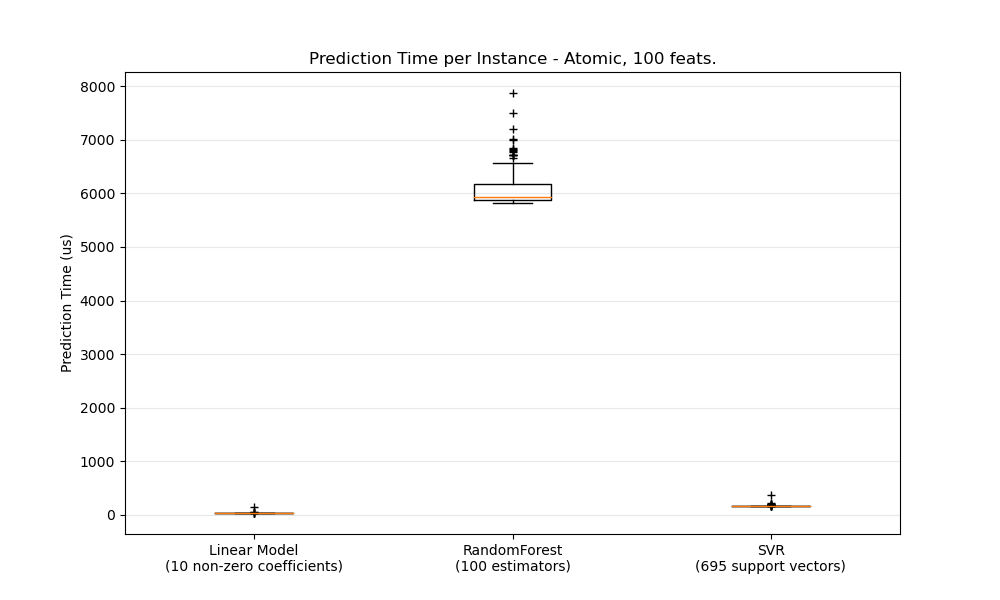 Prediction Time per Instance - Atomic, 100 feats.
Prediction Time (us)
8000
7000
6000
5000
4000
3000
2000
1000
0
Linear Model
(10 non-zero coefficients)
RandomForest
(100 estimators)
SVR
(695 support vectors)